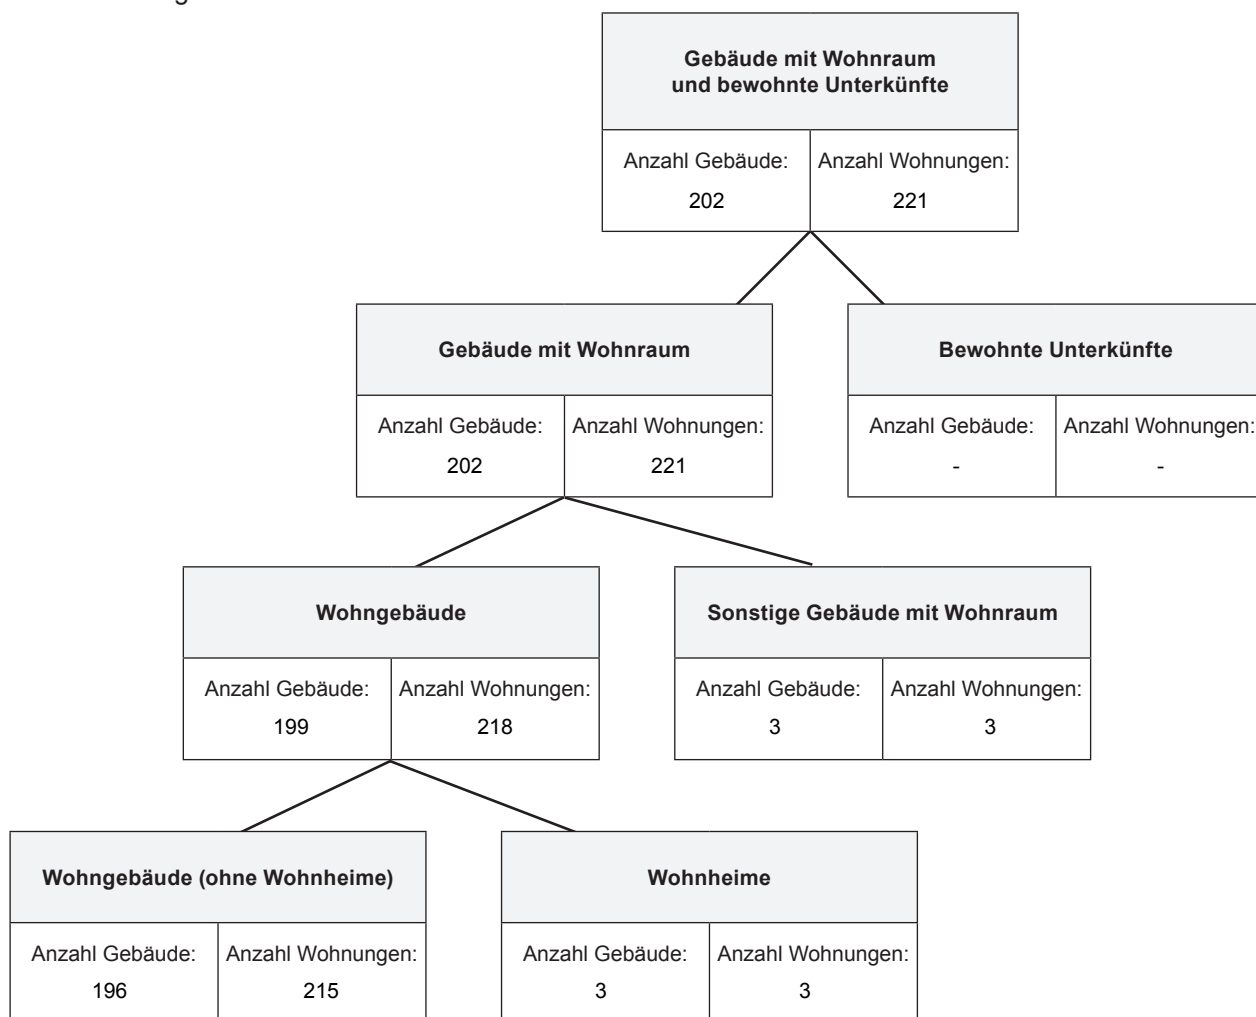 Gebäude mit Wohnraum
und bewohnte Unterkünfte
Anzahl Gebäude: Anzahl Wohnungen:
202 221
Gebäude mit Wohnraum
Anzahl Gebäude: Anzahl Wohnungen:
202 221
Bewohnte Unterkünfte
Anzahl Gebäude: Anzahl Wohnungen:
- -
Wohngebäude
Anzahl Gebäude: Anzahl Wohnungen:
199 218
Sonstige Gebäude mit Wohnraum
Anzahl Gebäude: Anzahl Wohnungen:
3 3
Wohngebäude (ohne Wohnheime)
Anzahl Gebäude: Anzahl Wohnungen:
196 215
Wohnheime
Anzahl Gebäude: Anzahl Wohnungen:
3 3